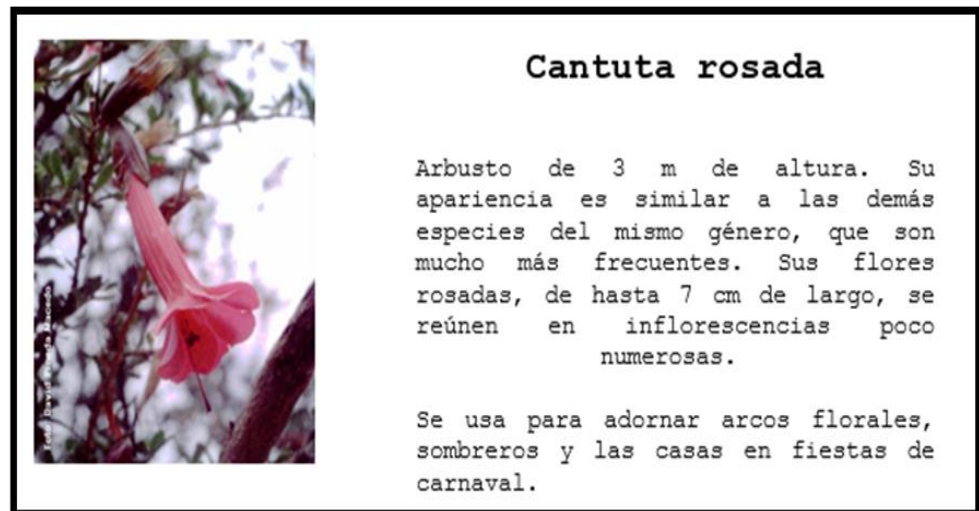 Cantuta rosada
Arbusto de 3 m de altura. Su
apariencia es similar a las demás
especies del mismo género, que son
mucho más frecuentes. Sus flores
rosadas, de hasta 7 cm de largo, se
reúnen en inflorescencias poco
numerosas.
Se usa para adornar arcos florales,
sombreros y las casas en fiestas de
carnaval.
Foto: David